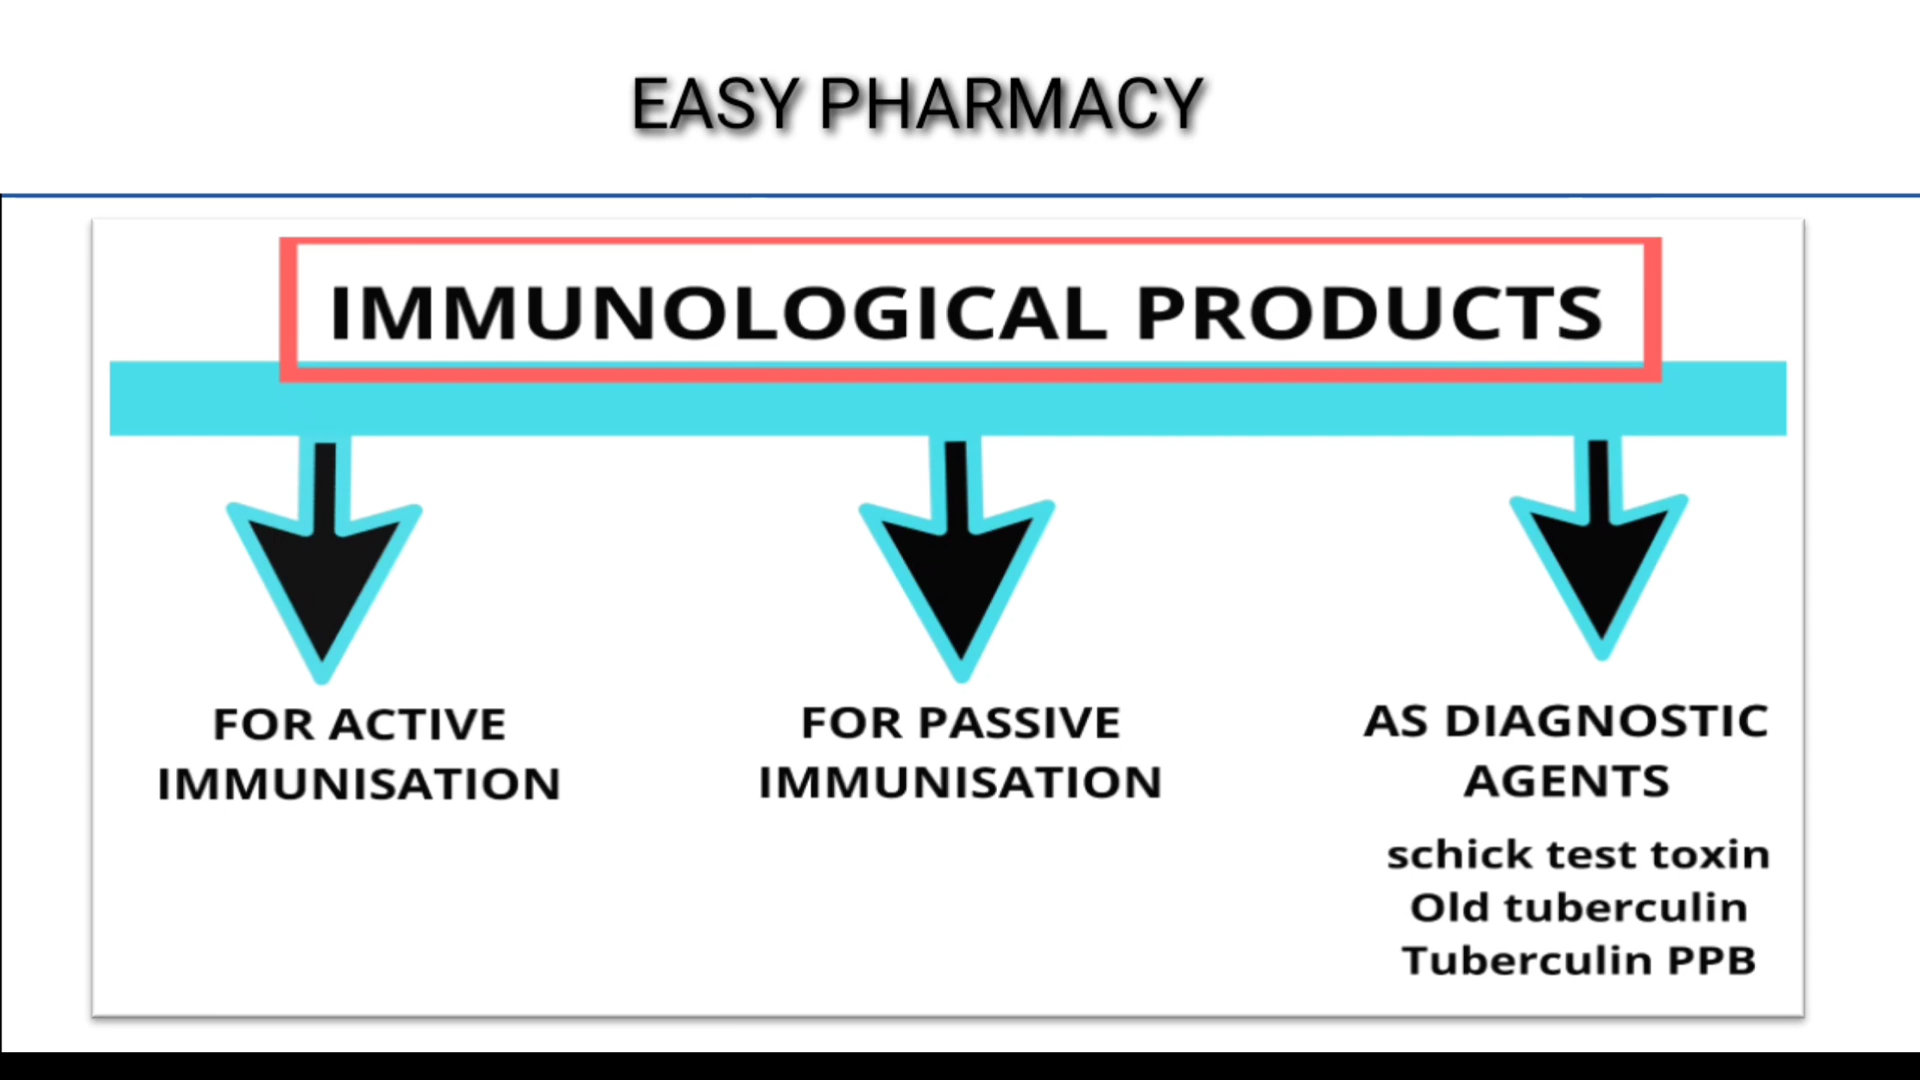 EASY PHARMACY
IMMUNOLOGICAL PRODUCTS
FOR ACTIVE
IMMUNISATION
FOR PASSIVE
IMMUNISATION
AS DIAGNOSTIC
AGENTS
schick test toxin
Old tuberculin
Tuberculin PPB